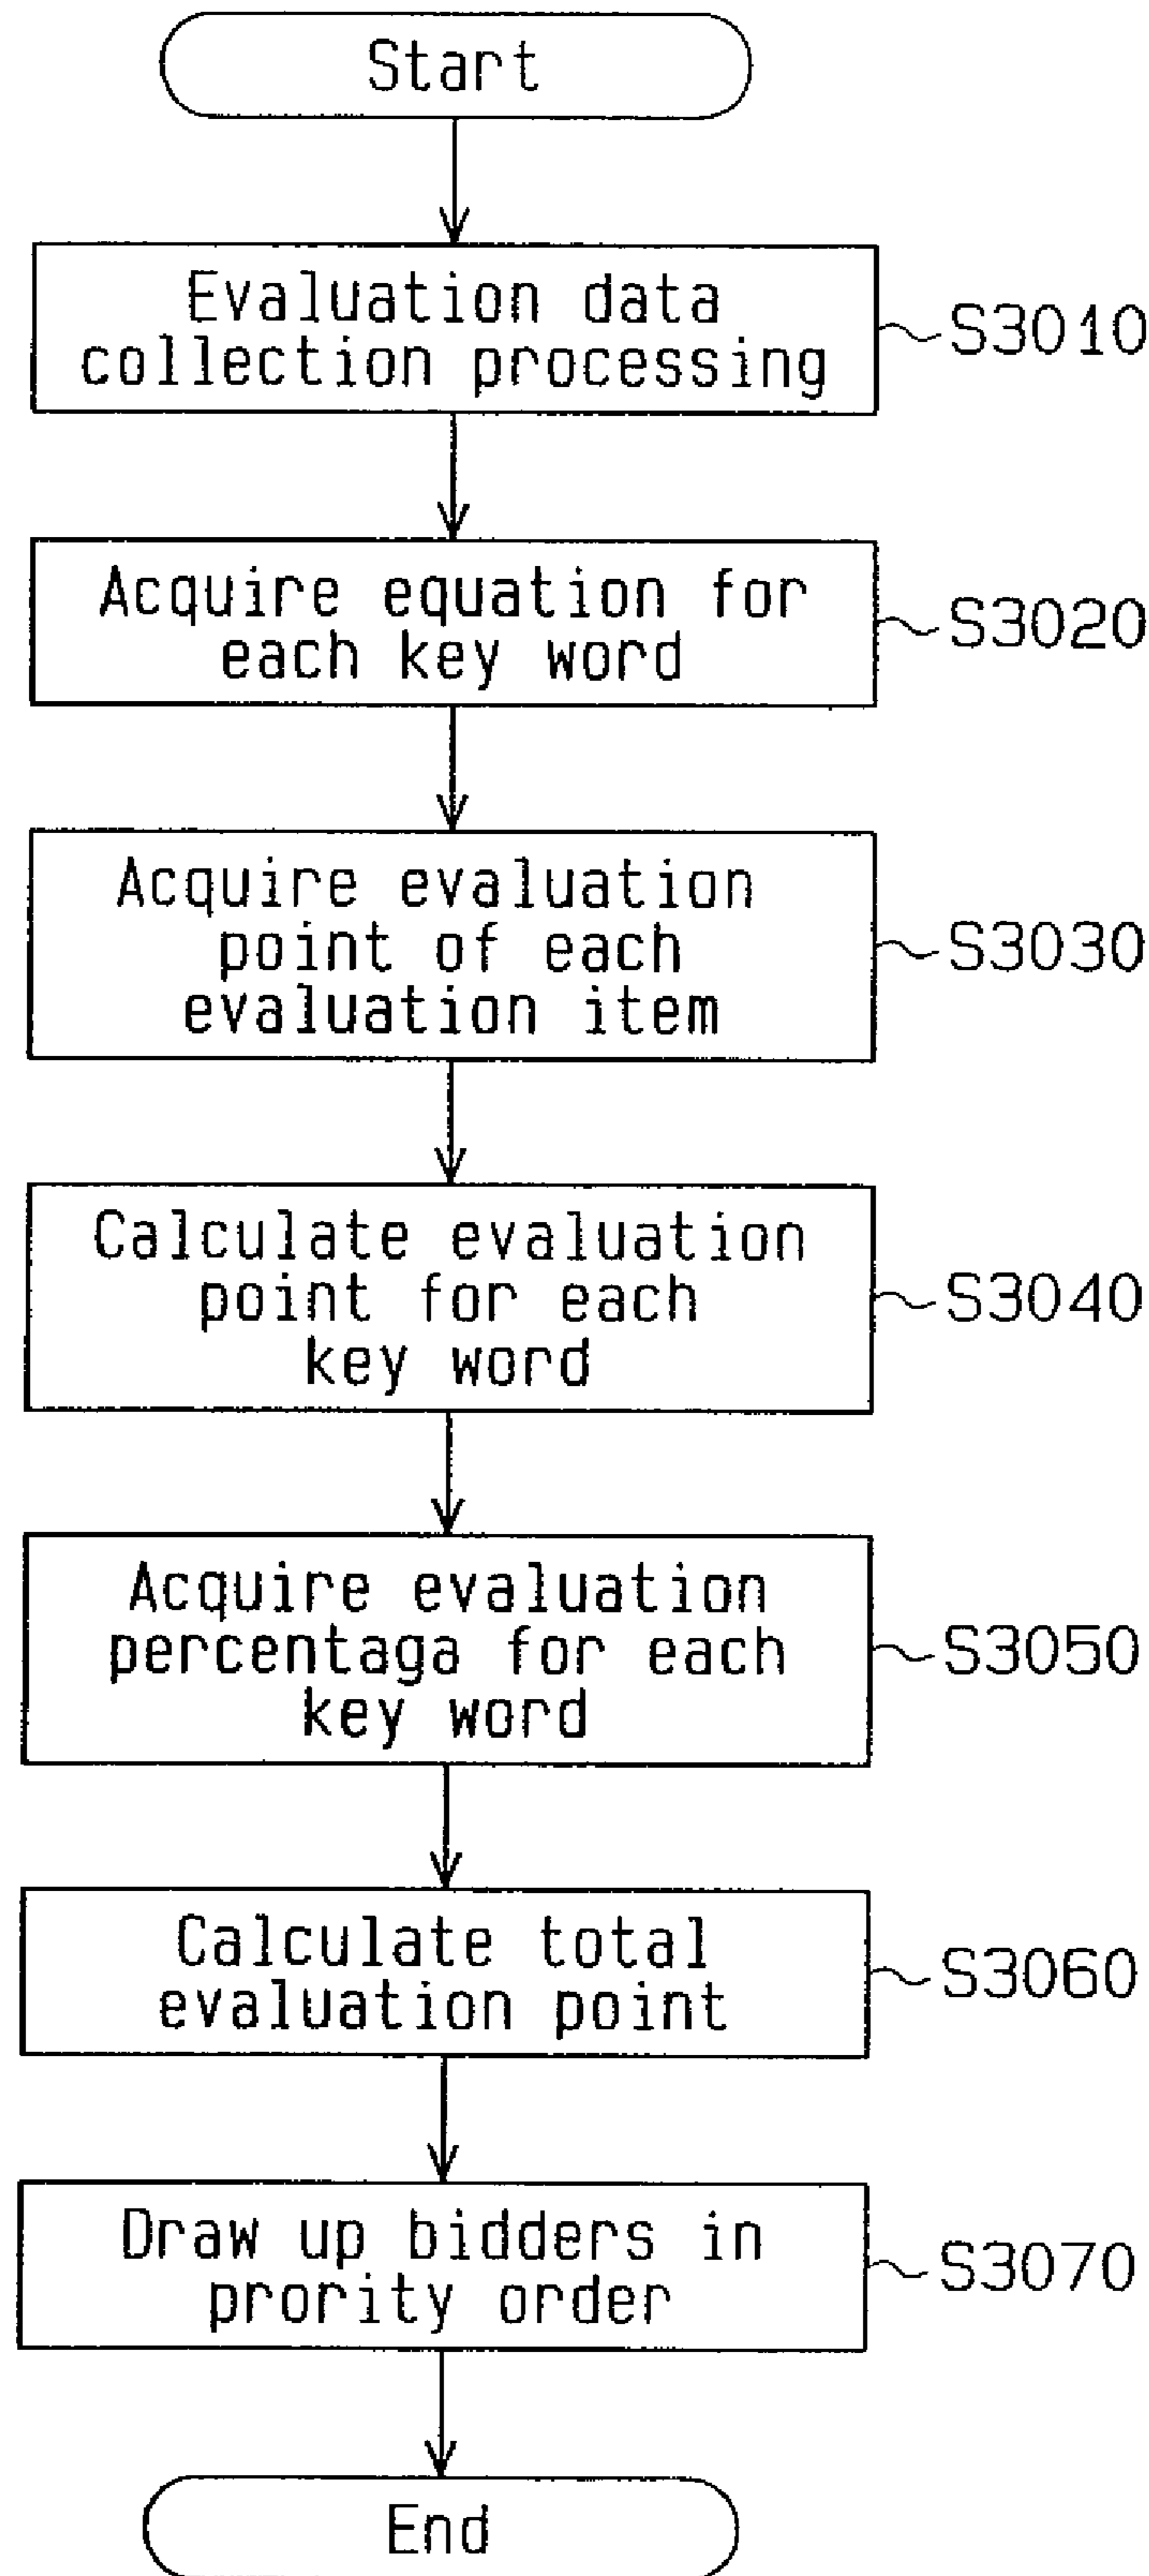 Start
Evaluation data
collection processing
S3010
Acquire equation for
each key word
S3020
Acquire evaluation
point of each
evaluation item
S3030
Calculate evaluation
point for each
key word
S3040
Acquire evaluation
percentaga for each
key word
S3050
Calculate total
evaluation point
S3060
Draw up bidders in
prority order
S3070
End